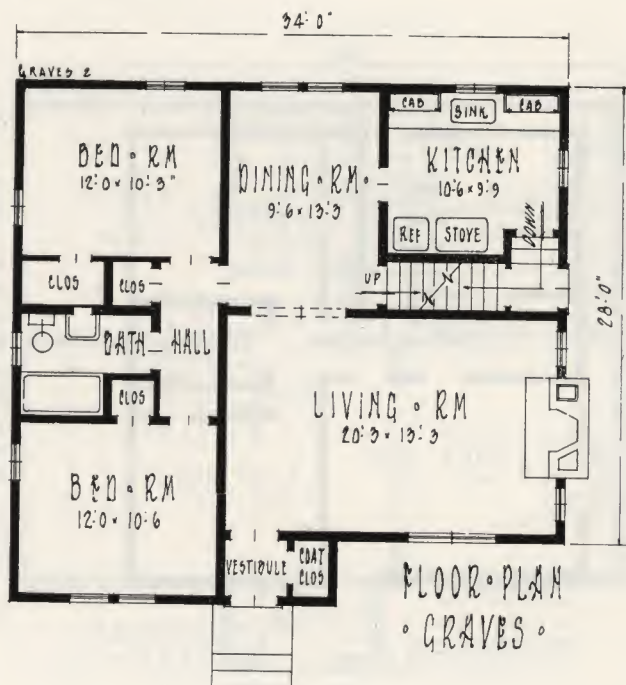 34'·0"
GRAVES 2
CAB
SINK
CAB
BED·RM
12'·0 × 10'·3"
DINING·RM·
9'·6 × 13'·3
KITCHEN
10'·6 × 9'·9
REF
STOVE
DOWN
CLOS
CLOS
UP
28'·0"
BATH
HALL
CLOS
LIVING·RM
20'·3 × 13'·3
BED·RM
12'·0 × 10'·6
VESTIBULE
COAT
CLOS
FLOOR·PLAN
·GRAVES·